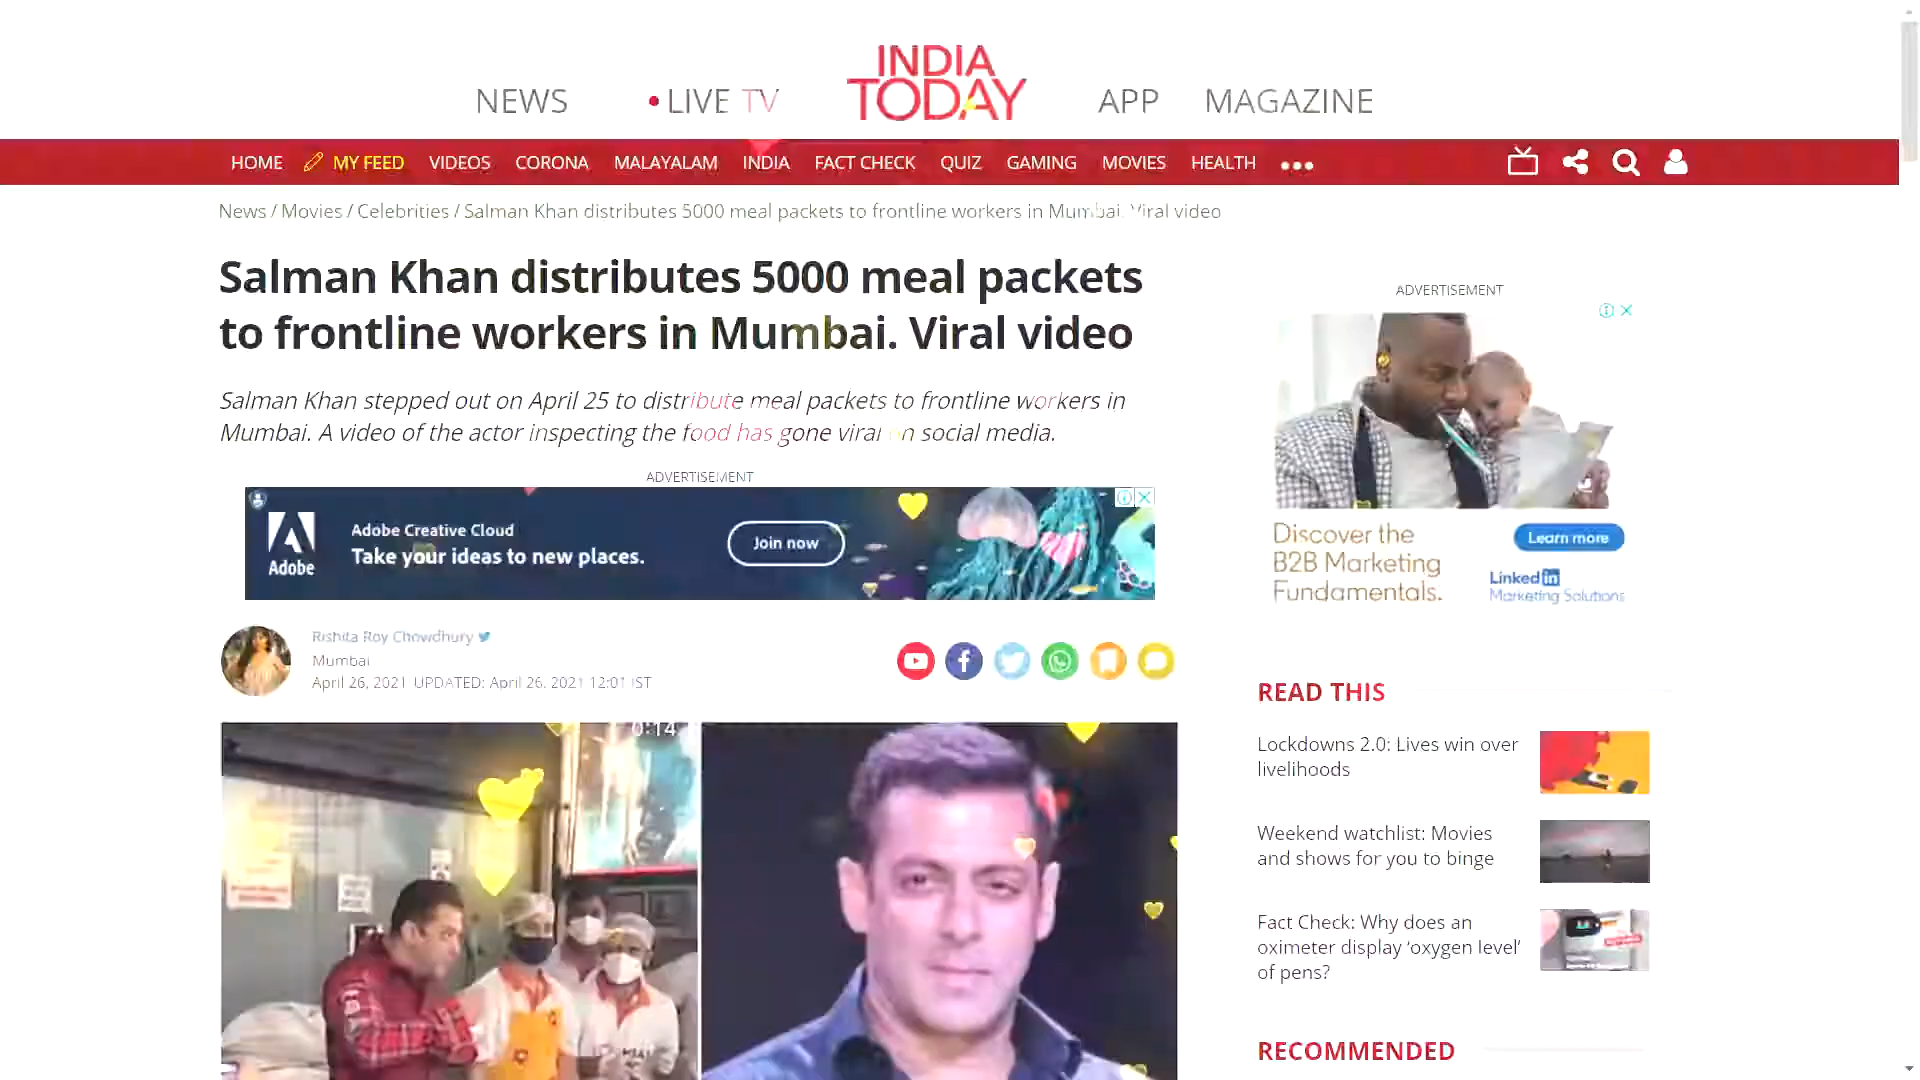 INDIA
TODAY
NEWS
LIVE TV
APP
MAGAZINE
HOME
MY FEED
VIDEOS
CORONA
MALAYALAM
INDIA
FACT CHECK
QUIZ
GAMING
MOVIES
HEALTH
News / Movies / Celebrities / Salman Khan distributes 5000 meal packets to frontline workers in Mumbai. Viral video
Salman Khan distributes 5000 meal packets
to frontline workers in Mumbai. Viral video
Salman Khan stepped out on April 25 to distribute meal packets to frontline workers in
Mumbai. A video of the actor inspecting the food has gone viral on social media.
ADVERTISEMENT
Adobe
Adobe Creative Cloud
Take your ideas to new places.
Join now
Rishita Roy Chowdhury
Mumbai
April 26, 2021 UPDATED: April 26, 2021 12:01 IST
0:14
ADVERTISEMENT
Discover the
B2B Marketing
Fundamentals.
Learn more
Linked in
Marketing Solutions
READ THIS
Lockdowns 2.0: Lives win over
livelihoods
Weekend watchlist: Movies
and shows for you to binge
Fact Check: Why does an
oximeter display ‘oxygen level’
of pens?
RECOMMENDED